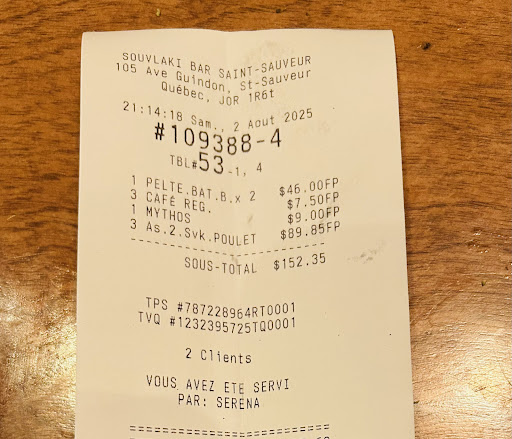 SOUVLAKI BAR SAINT-SAUVEUR
105 Ave Guindon, St-Sauveur
Québec, J0R 1R6t
21:14:18 Sam., 2 Aout 2025
#109388-4
TBL#53-1, 4
1 PELTE.BAT.B.x 2 $46.00FP
3 CAFÉ REG. $7.50FP
1 MYTHOS $9.00FP
3 As.2.Svk.POULET $89.85FP
SOUS-TOTAL $152.35
TPS #787228964RT0001
TVQ #1232395725TQ0001
2 Clients
VOUS AVEZ ETE SERVI
PAR: SERENA